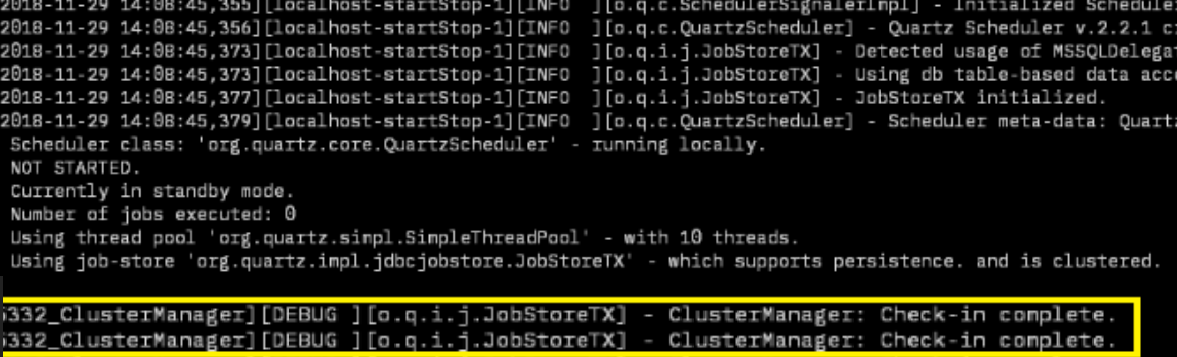 2018-11-29 14:08:45,355][localhost-startStop-1][INFO  ][o.q.c.SchedulerSignalerImpl] - Initialized Schedule
2018-11-29 14:08:45,356][localhost-startStop-1][INFO  ][o.q.c.QuartzScheduler] - Quartz Scheduler v.2.2.1 c
2018-11-29 14:08:45,373][localhost-startStop-1][INFO  ][o.q.i.j.JobStoreTX] - Detected usage of MSSQLDelegat
2018-11-29 14:08:45,373][localhost-startStop-1][INFO  ][o.q.i.j.JobStoreTX] - Using db table-based data acc
2018-11-29 14:08:45,377][localhost-startStop-1][INFO  ][o.q.i.j.JobStoreTX] - JobStoreTX initialized.
2018-11-29 14:08:45,379][localhost-startStop-1][INFO  ][o.q.c.QuartzScheduler] - Scheduler meta-data: Quart
Scheduler class: 'org.quartz.core.QuartzScheduler' - running locally.
NOT STARTED.
Currently in standby mode.
Number of jobs executed: 0
Using thread pool 'org.quartz.simpl.SimpleThreadPool' - with 10 threads.
Using job-store 'org.quartz.impl.jdbcjobstore.JobStoreTX' - which supports persistence. and is clustered.
5332_ClusterManager][DEBUG ][o.q.i.j.JobStoreTX] - ClusterManager: Check-in complete.
5332_ClusterManager][DEBUG ][o.q.i.j.JobStoreTX] - ClusterManager: Check-in complete.